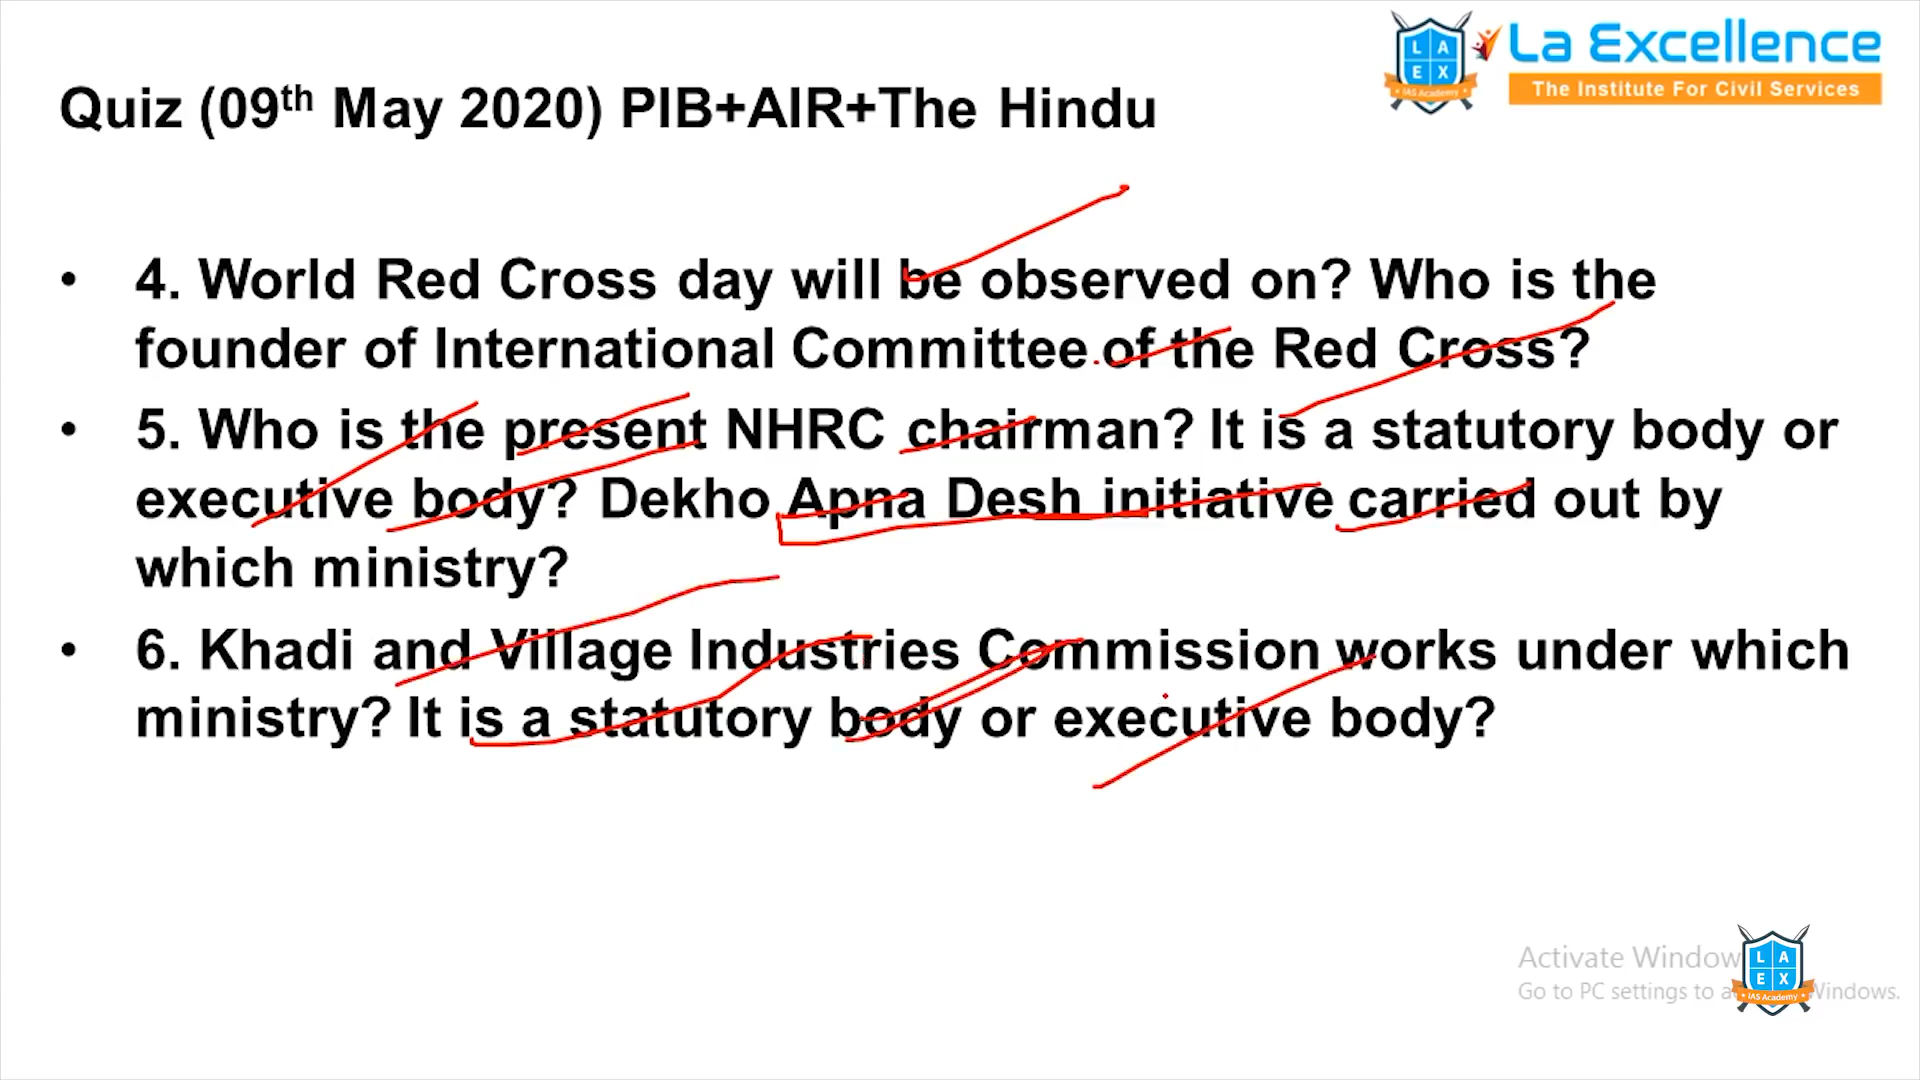 La Excellence
The Institute For Civil Services
L A
E X
IAS Academy
Quiz (09th May 2020) PIB+AIR+The Hindu
• 4. World Red Cross day will be observed on? Who is the
founder of International Committee of the Red Cross?
• 5. Who is the present NHRC chairman? It is a statutory body or
executive body? Dekho Apna Desh initiative carried out by
which ministry?
• 6. Khadi and Village Industries Commission works under which
ministry? It is a statutory body or executive body?
Activate Window
Go to PC settings to a Windows.
L A
E X
IAS Academy